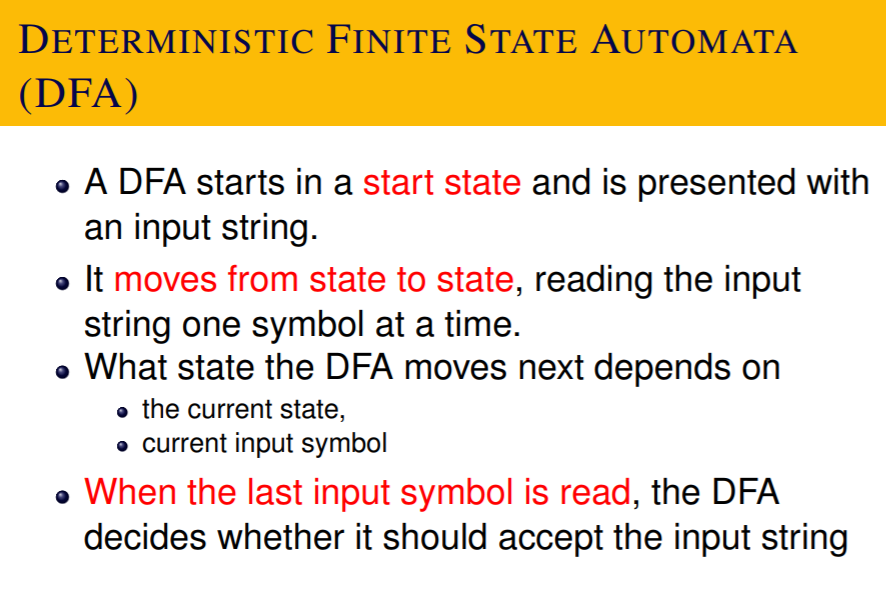 DETERMINISTIC FINITE STATE AUTOMATA
(DFA)
A DFA starts in a start state and is presented with
an input string.
It moves from state to state, reading the input
string one symbol at a time.
What state the DFA moves next depends on
the current state,
current input symbol
When the last input symbol is read, the DFA
decides whether it should accept the input string